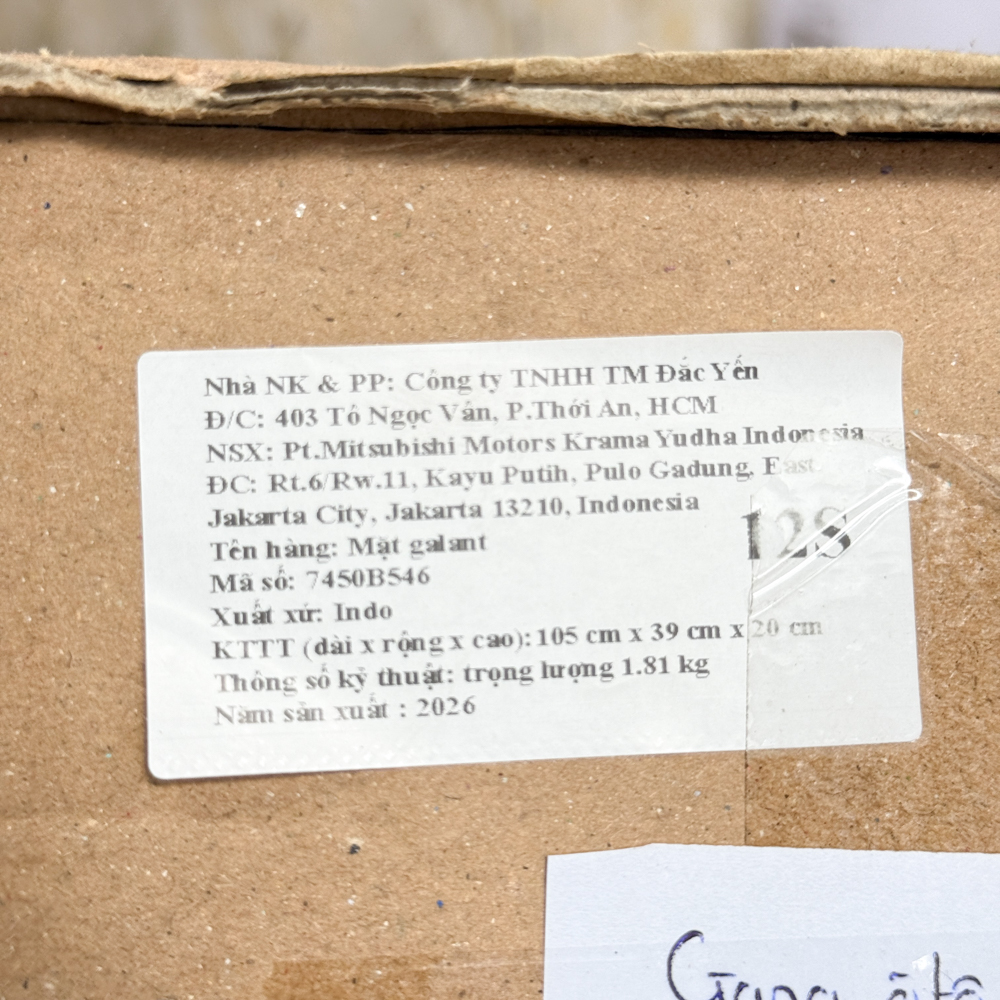 Nhà NK & PP: Công ty TNHH TM Đắc Yến
Đ/C: 403 Tô Ngọc Vân, P.Thới An, HCM
NSX: Pt.Mitsubishi Motors Krama Yudha Indonesia
ĐC: Rt.6/Rw.11, Kayu Putih, Pulo Gadung, East
Jakarta City, Jakarta 13210, Indonesia
12S
Tên hàng: Mặt galant
Mã số: 7450B546
Xuất xứ: Indo
KTTT (dài x rộng x cao): 105 cm x 39 cm x 20 cm
Thông số kỹ thuật: trọng lượng 1.81 kg
Năm sản xuất : 2026